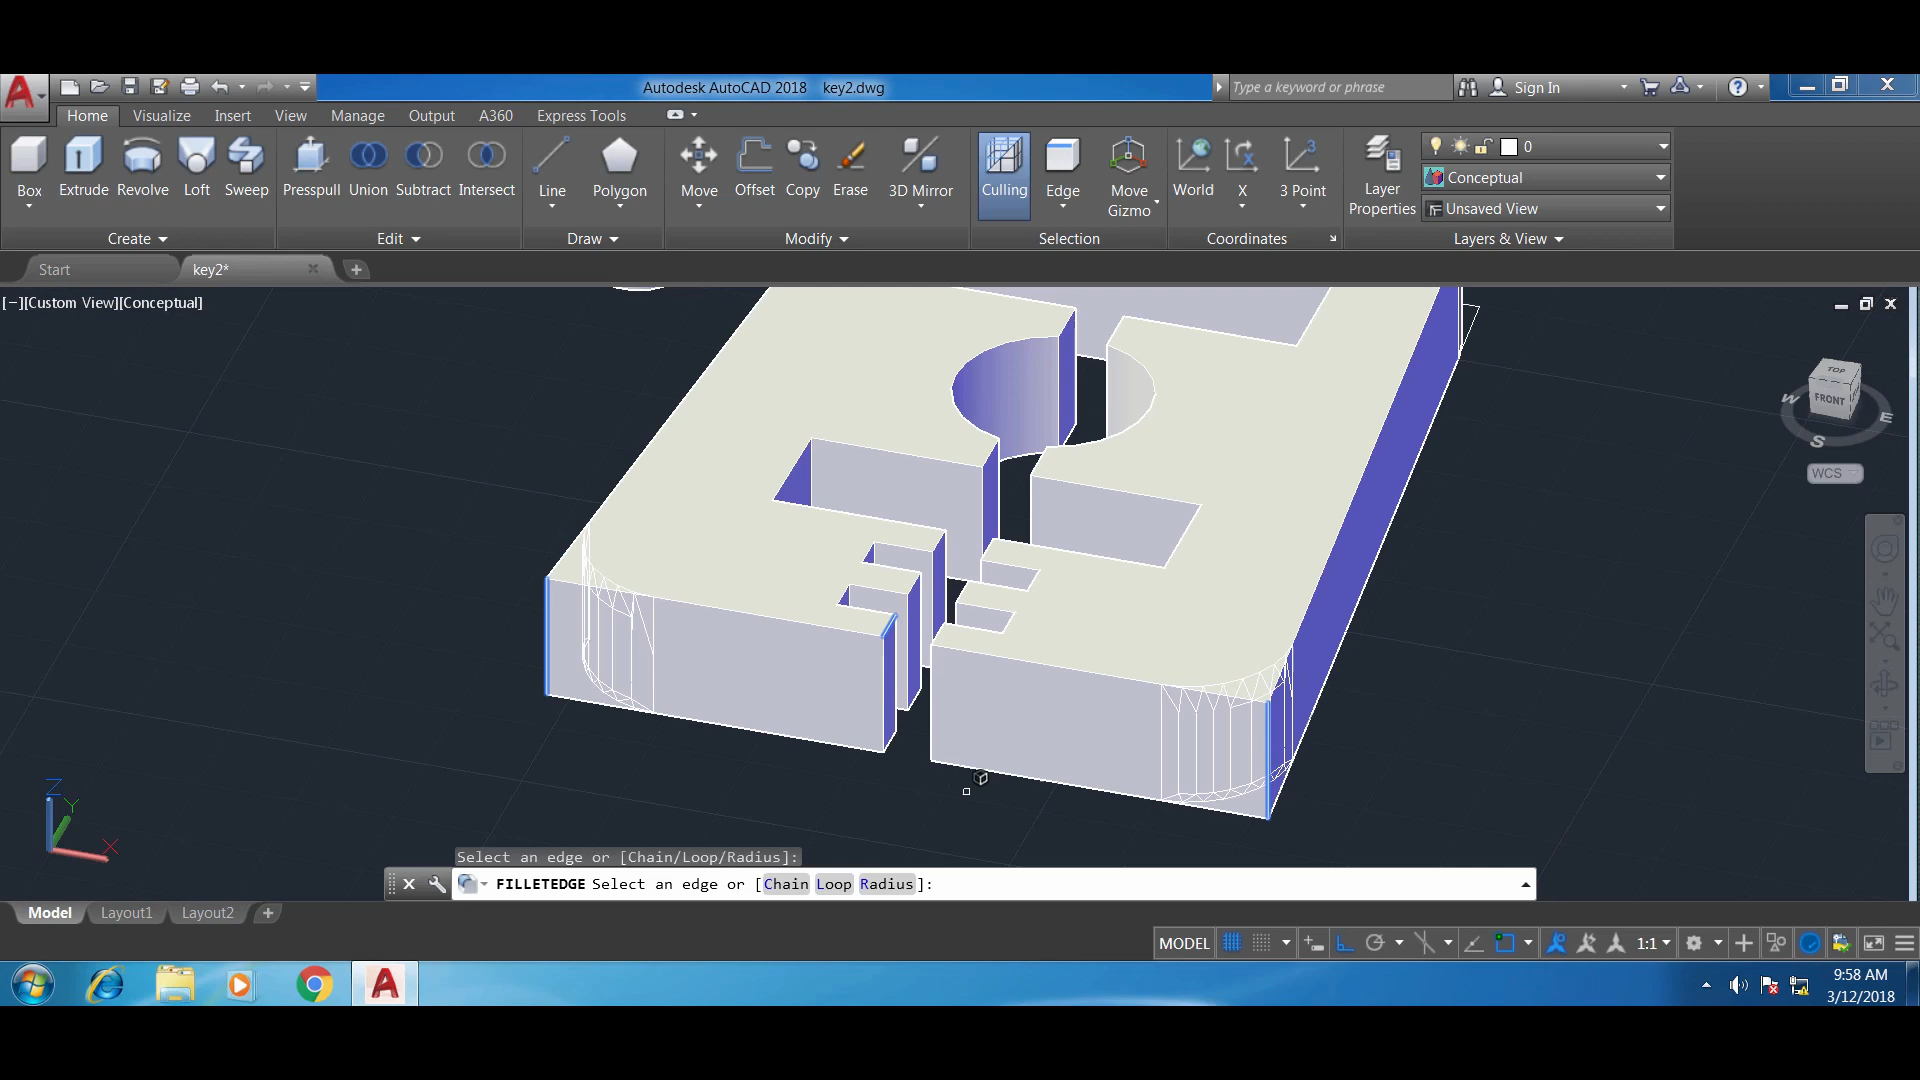 Autodesk AutoCAD 2018 key2.dwg
Type a keyword or phrase
Sign In
Home Visualize Insert View Manage Output A360 Express Tools
Box Extrude Revolve Loft Sweep Presspull Union Subtract Intersect Line Polygon Move Offset Copy Erase 3D Mirror Culling Edge Move Gizmo World X 3 Point Layer Properties
0
Conceptual
Unsaved View
Create Edit Draw Modify Selection Coordinates Layers & View
Start key2*
[−][Custom View][Conceptual]
TOP
FRONT
W E
S
WCS
Z
Y
X
Select an edge or [Chain/Loop/Radius]:
FILLETEDGE Select an edge or [Chain Loop Radius]:
Model Layout1 Layout2
MODEL 1:1
9:58 AM
3/12/2018